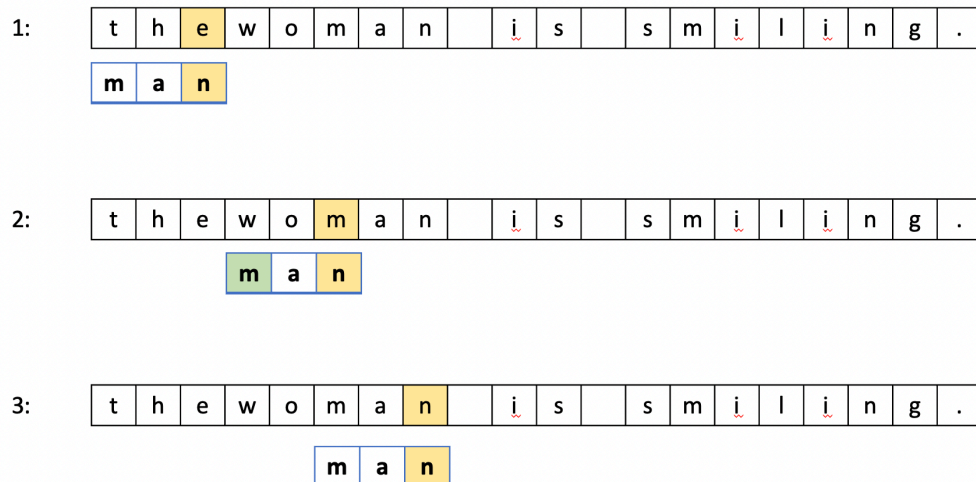 1: t h e w o m a n i s s m i l i n g .
m a n
2: t h e w o m a n i s s m i l i n g .
m a n
3: t h e w o m a n i s s m i l i n g .
m a n